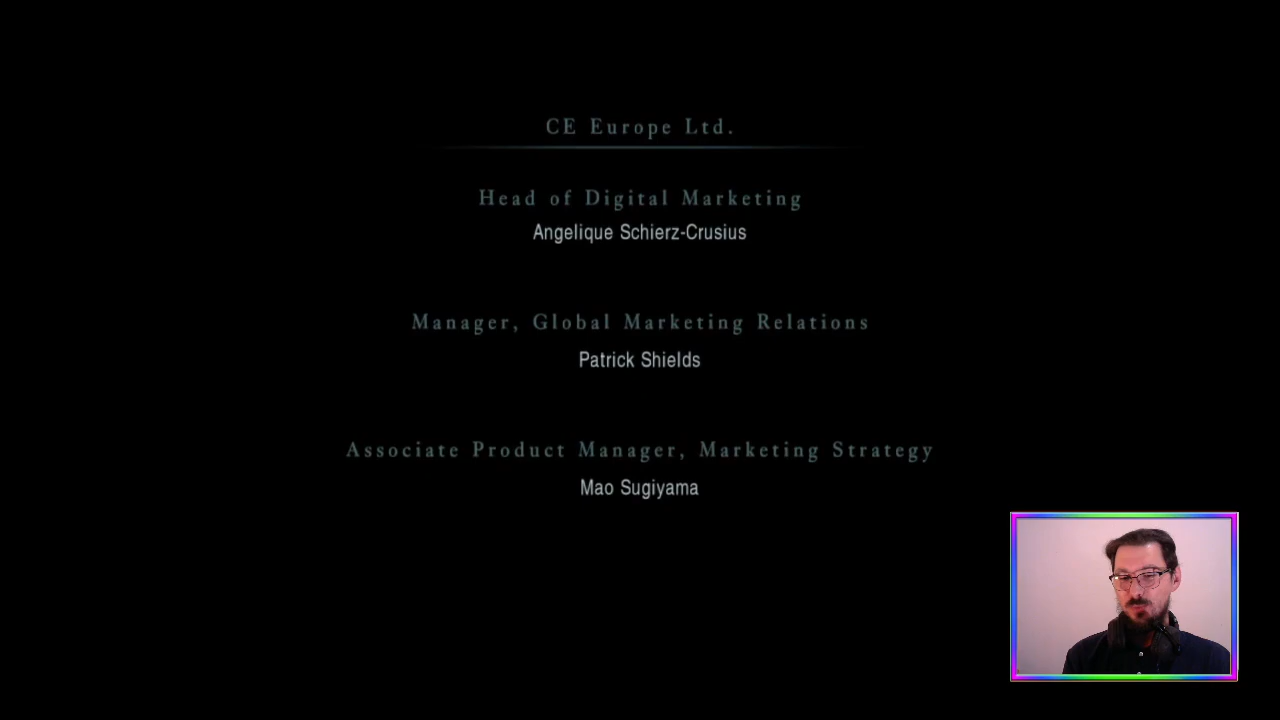 CE Europe Ltd.
Head of Digital Marketing
Angelique Schierz-Crusius
Manager, Global Marketing Relations
Patrick Shields
Associate Product Manager, Marketing Strategy
Mao Sugiyama